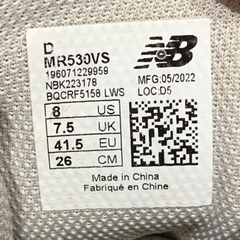 D
MR530VS
196071229959
NBK223178
BQCRF5158 LWS
NB
MFG:05/2022
LOC:D5
8 US
7.5 UK
41.5 EU
26 CM
Made in China
Fabriqué en Chine